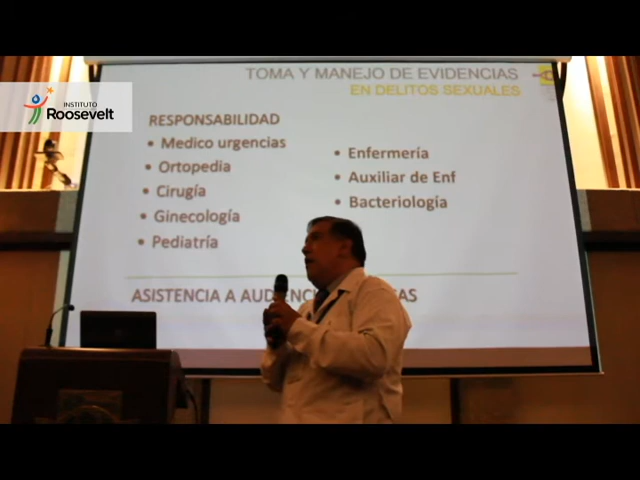 INSTITUTO
Roosevelt
TOMA Y MANEJO DE EVIDENCIAS
EN DELITOS SEXUALES
RESPONSABILIDAD
• Medico urgencias
• Ortopedia
• Cirugía
• Ginecología
• Pediatría
• Enfermería
• Auxiliar de Enf
• Bacteriología
ASISTENCIA A